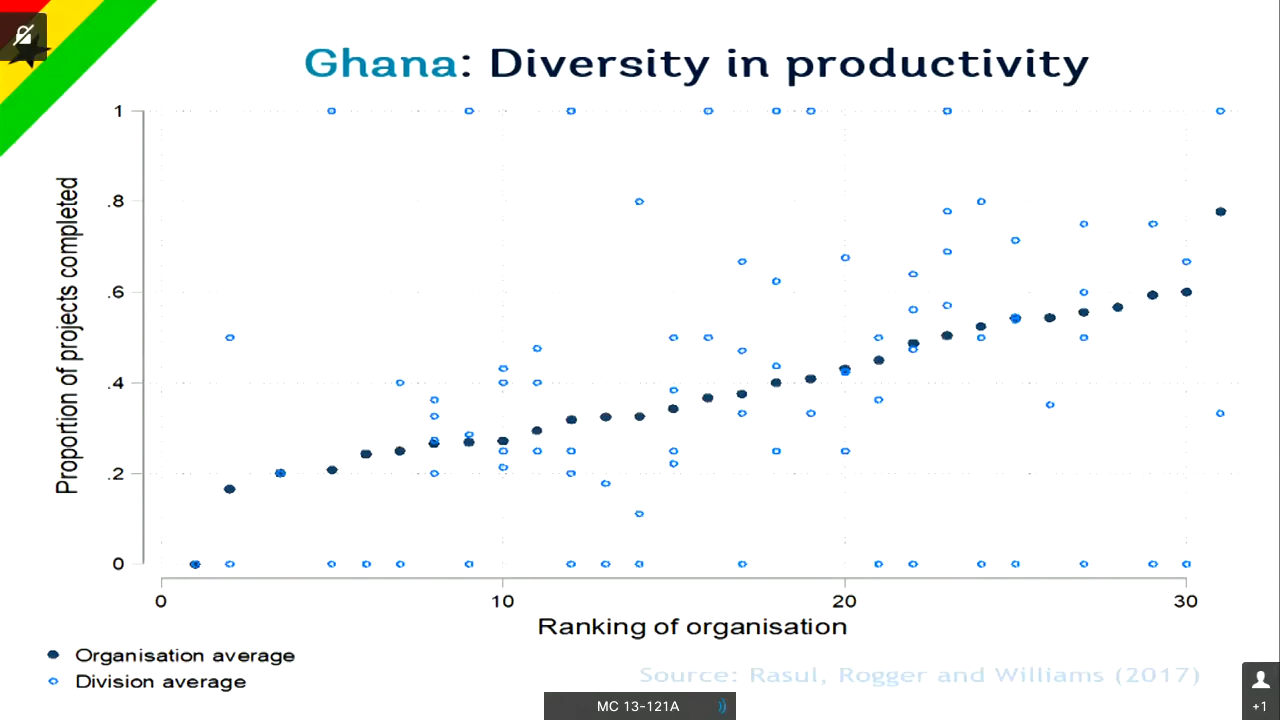 Ghana: Diversity in productivity
Proportion of projects completed
1
.8
.6
.4
.2
0
0 10 20 30
Ranking of organisation
Organisation average
Division average
Source: Rasul, Rogger and Williams (2017)
MC 13-121A
+1